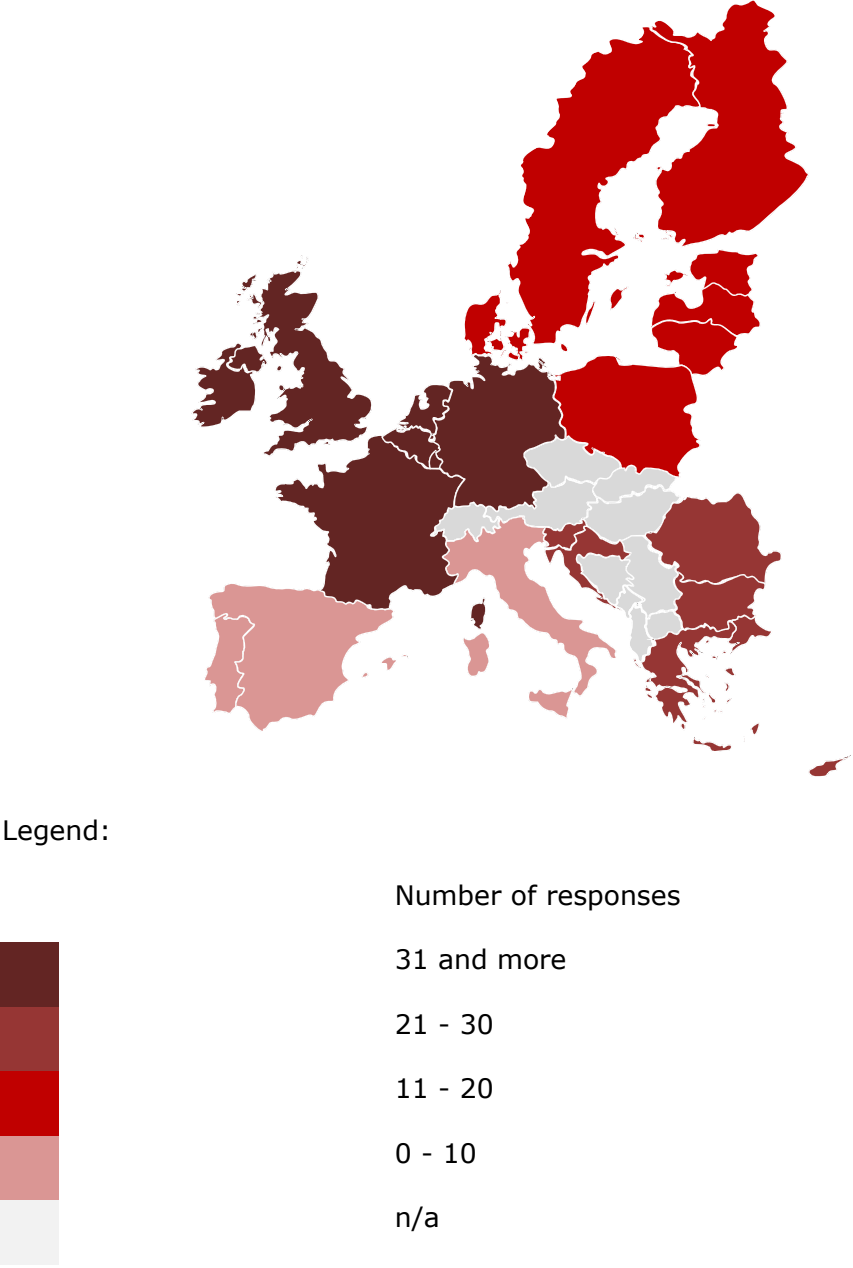 Legend:
Number of responses
31 and more
21 - 30
11 - 20
0 - 10
n/a